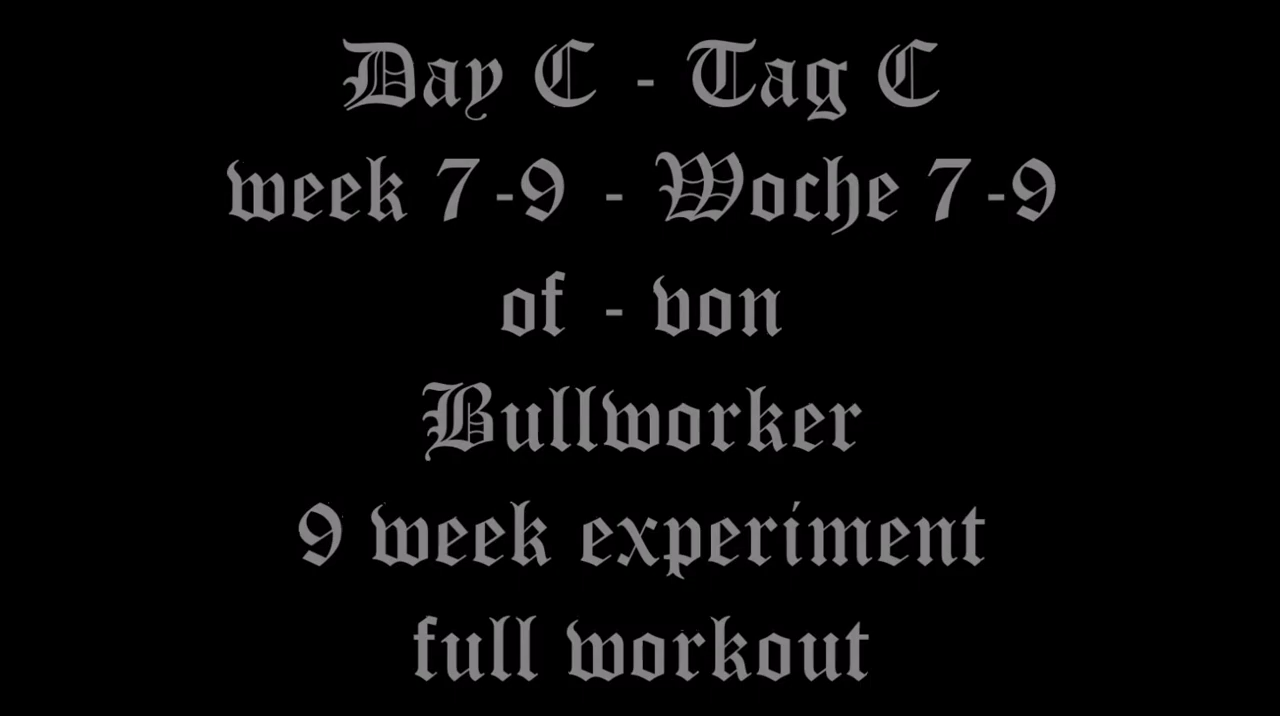 Day C - Tag C
week 7-9 - Woche 7-9
of - von
Bullworker
9 week experiment
full workout